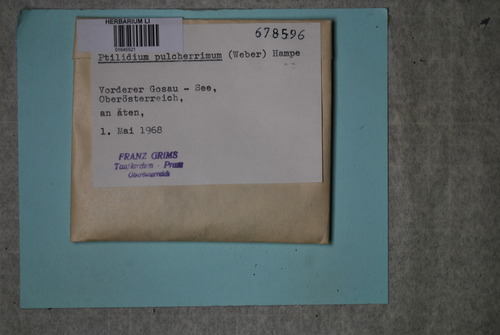 HERBARIUM LI
678596
Ptilidium pulcherrimum (Weber) Hampe
Vorderer Gosau - See,
Oberösterreich,
an äten,
1. Mai 1968
FRANZ GRIMS
Taufkirchen - Pram
Oberösterreich